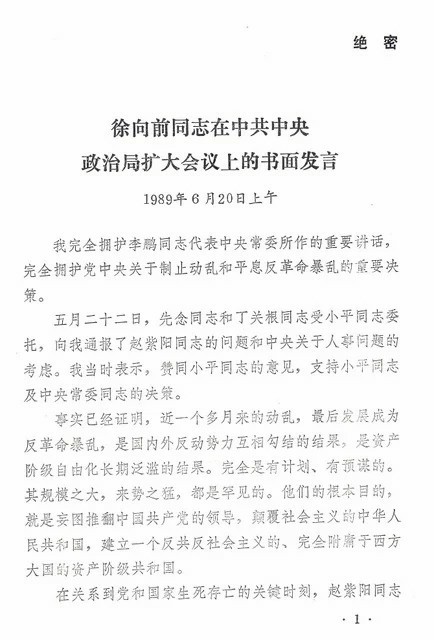 绝 密
徐向前同志在中共中央
政治局扩大会议上的书面发言
1989年6月20日上午
我完全拥护李鹏同志代表中央常委所作的重要讲话，
完全拥护党中央关于制止动乱和平息反革命暴乱的重要决
策。
五月二十二日，先念同志和丁关根同志受小平同志委
托，向我通报了赵紫阳同志的问题和中央关于人事问题的
考虑。我当时表示，赞同小平同志的意见，支持小平同志
及中央常委同志的决策。
事实已经证明，近一个多月来的动乱，最后发展成为
反革命暴乱，是国内外反动势力互相勾结的结果，是资产
阶级自由化长期泛滥的结果。完全是有计划、有预谋的。
其规模之大，来势之猛，都是罕见的。他们的根本目的，
就是妄图推翻中国共产党的领导，颠覆社会主义的中华人
民共和国，建立一个反共反社会主义的、完全附庸于西方
大国的资产阶级共和国。
在关系到党和国家生死存亡的关键时刻，赵紫阳同志
· 1 ·